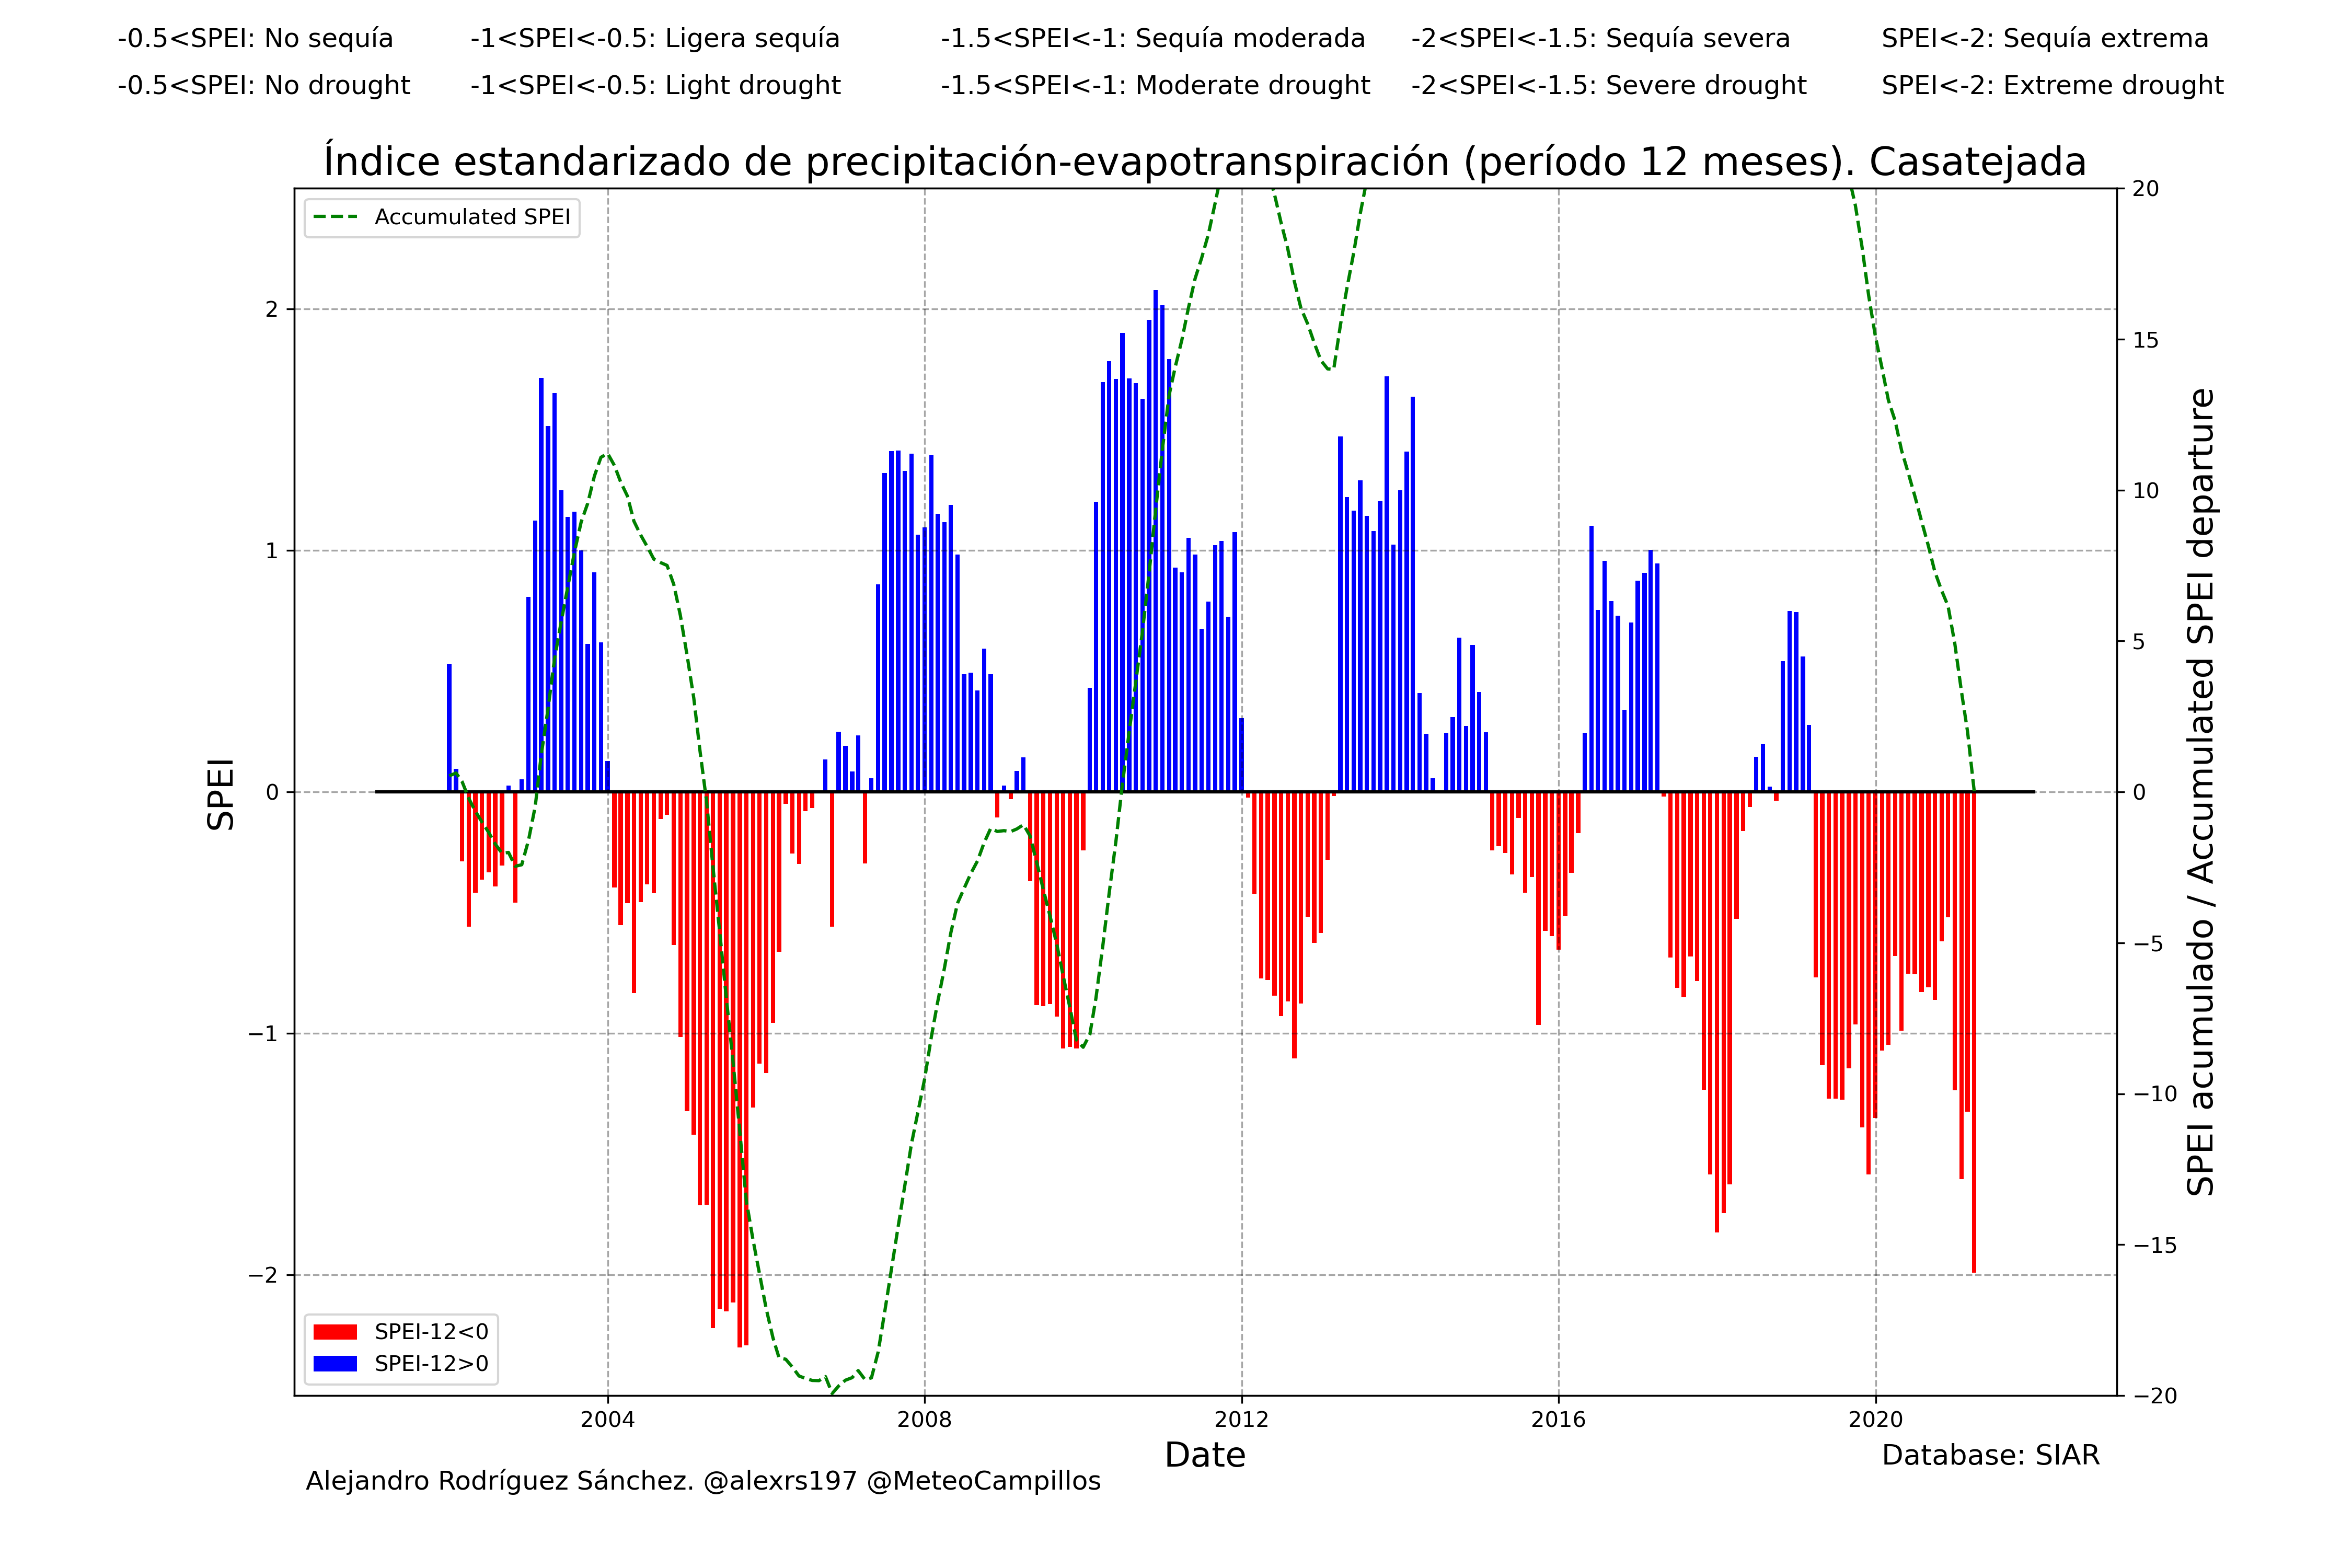 -0.5<SPEI: No sequía -1<SPEI<-0.5: Ligera sequía -1.5<SPEI<-1: Sequía moderada -2<SPEI<-1.5: Sequía severa SPEI<-2: Sequía extrema
-0.5<SPEI: No drought -1<SPEI<-0.5: Light drought -1.5<SPEI<-1: Moderate drought -2<SPEI<-1.5: Severe drought SPEI<-2: Extreme drought
Índice estandarizado de precipitación-evapotranspiración (período 12 meses). Casatejada
Accumulated SPEI
SPEI
2
1
0
−1
−2
20
15
10
5
0
−5
−10
−15
−20
SPEI acumulado / Accumulated SPEI departure
SPEI-12<0
SPEI-12>0
2004 2008 2012 2016 2020
Date
Database: SIAR
Alejandro Rodríguez Sánchez. @alexrs197 @MeteoCampillos